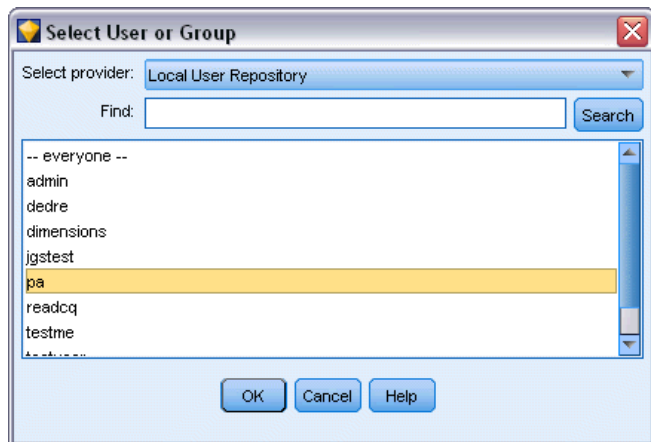 Select User or Group
Select provider: Local User Repository
Find:
Search
-- everyone --
admin
dedre
dimensions
jgstest
pa
readcq
testme
OK Cancel Help